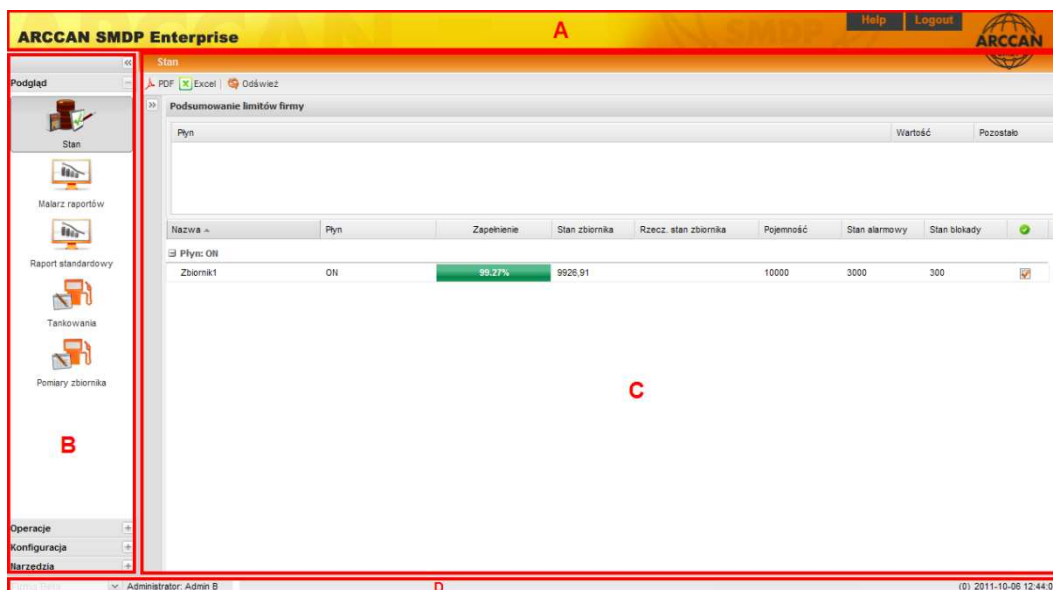 Help Logout
ARCCAN SMDP Enterprise
A
SMDP
ARCCAN
Stan
Podgląd
PDF Excel Odśwież
Podsumowanie limitów firmy
Płyn Wartość Pozostało
Stan
Malarz raportów
Raport standardowy
Tankowania
Pomiary zbiornika
Nazwa Płyn Zapełnienie Stan zbiornika Rzecz. stan zbiornika Pojemność Stan alarmowy Stan blokady
Płyn: ON
Zbiornik1 ON 99.27% 9926,91 10000 3000 300
C
B
Operacje
Konfiguracja
Narzędzia
Administrator: Admin B
D
(0) 2011-10-06 12:44:0